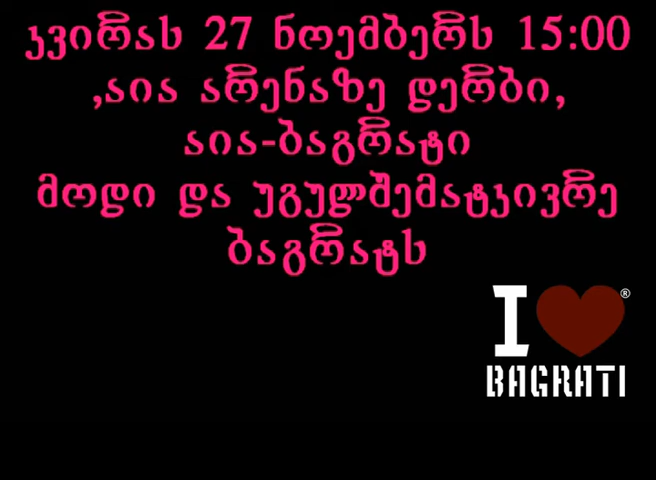 კვირას 27 ნოემბერს 15:00
,აია არენაზე დერბი,
აია-ბაგრატი
მოდი და უგულშემატკივრე
ბაგრატს
I ®
BAGRATI